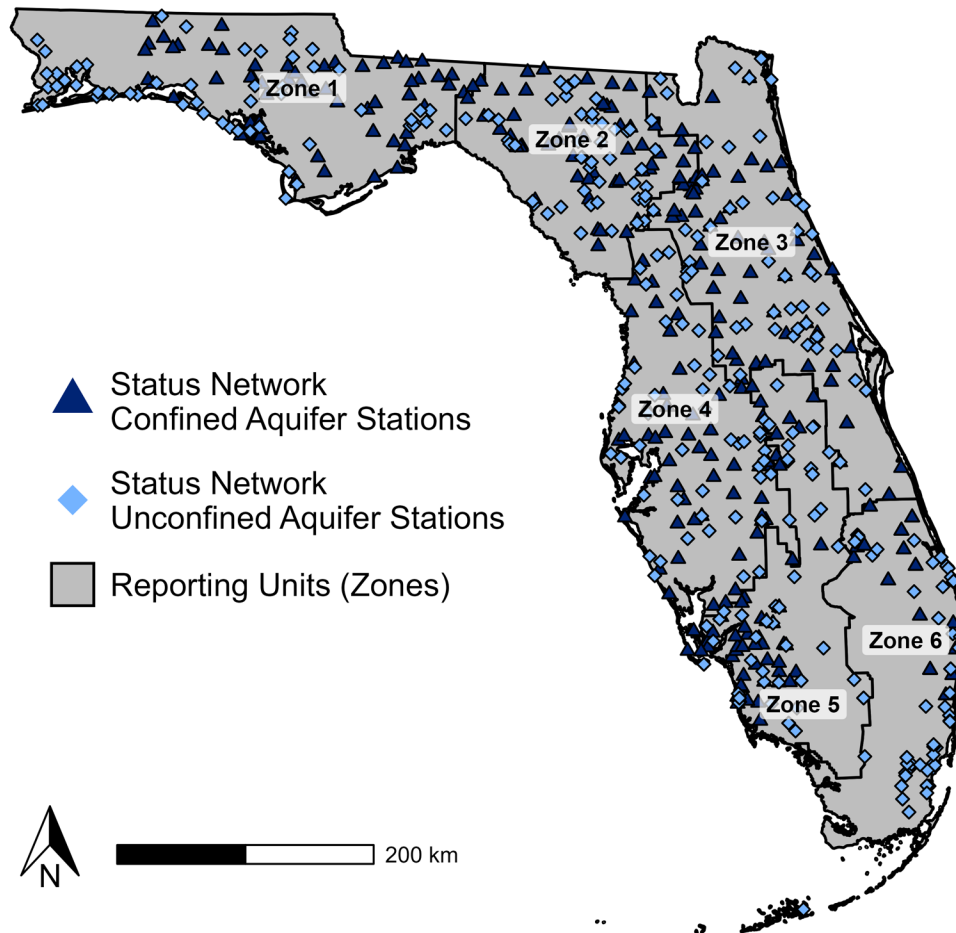 Zone 1
Zone 2
Zone 3
Status Network
Confined Aquifer Stations
Zone 4
Status Network
Unconfined Aquifer Stations
Reporting Units (Zones)
Zone 6
Zone 5
N
200 km